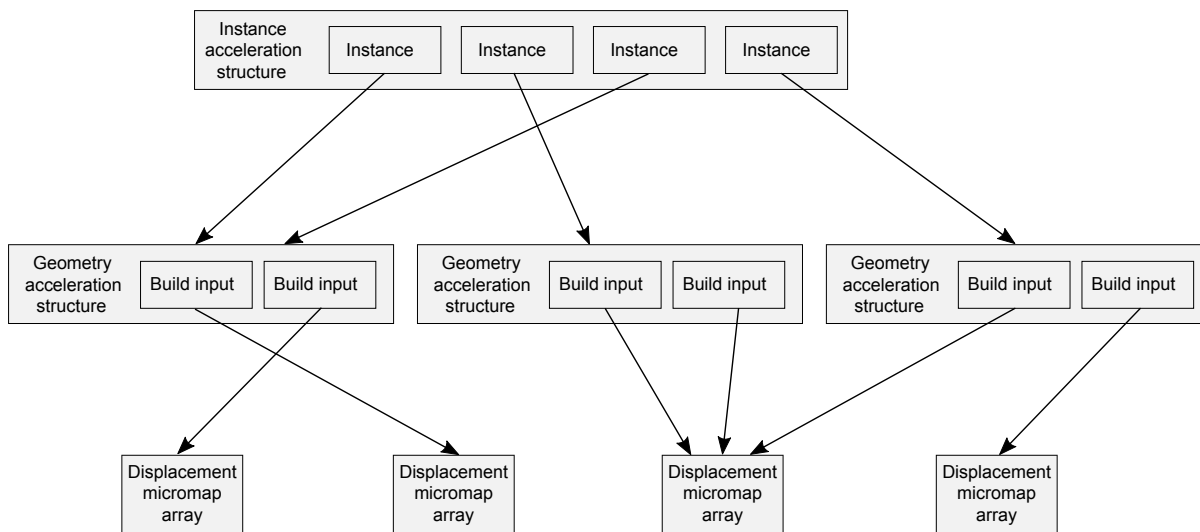 Instance
acceleration
structure
Instance
Instance
Instance
Instance
Geometry
acceleration
structure
Build input
Build input
Geometry
acceleration
structure
Build input
Build input
Geometry
acceleration
structure
Build input
Build input
Displacement
micromap
array
Displacement
micromap
array
Displacement
micromap
array
Displacement
micromap
array